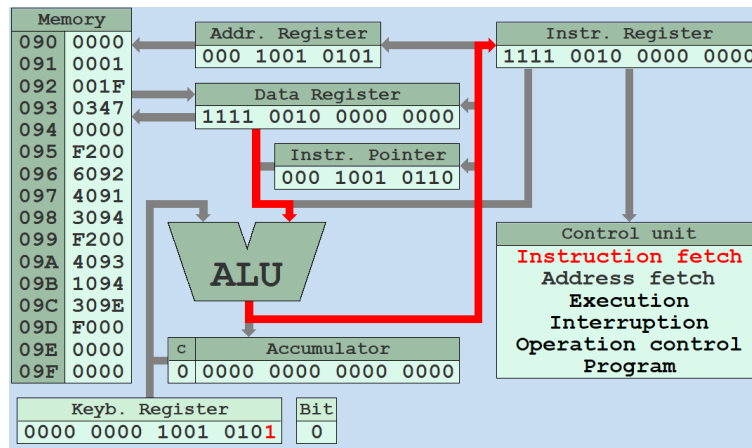 Memory
090 0000
091 0001
092 001F
093 0347
094 0000
095 F200
096 6092
097 4091
098 3094
099 F200
09A 4093
09B 1094
09C 309E
09D F000
09E 0000
09F 0000
Addr. Register
000 1001 0101
Instr. Register
1111 0010 0000 0000
Data Register
1111 0010 0000 0000
Instr. Pointer
000 1001 0110
ALU
Control unit
Instruction fetch
Address fetch
Execution
Interruption
Operation control
Program
C Accumulator
0 0000 0000 0000 0000
Keyb. Register
0000 0000 1001 0101
Bit
0